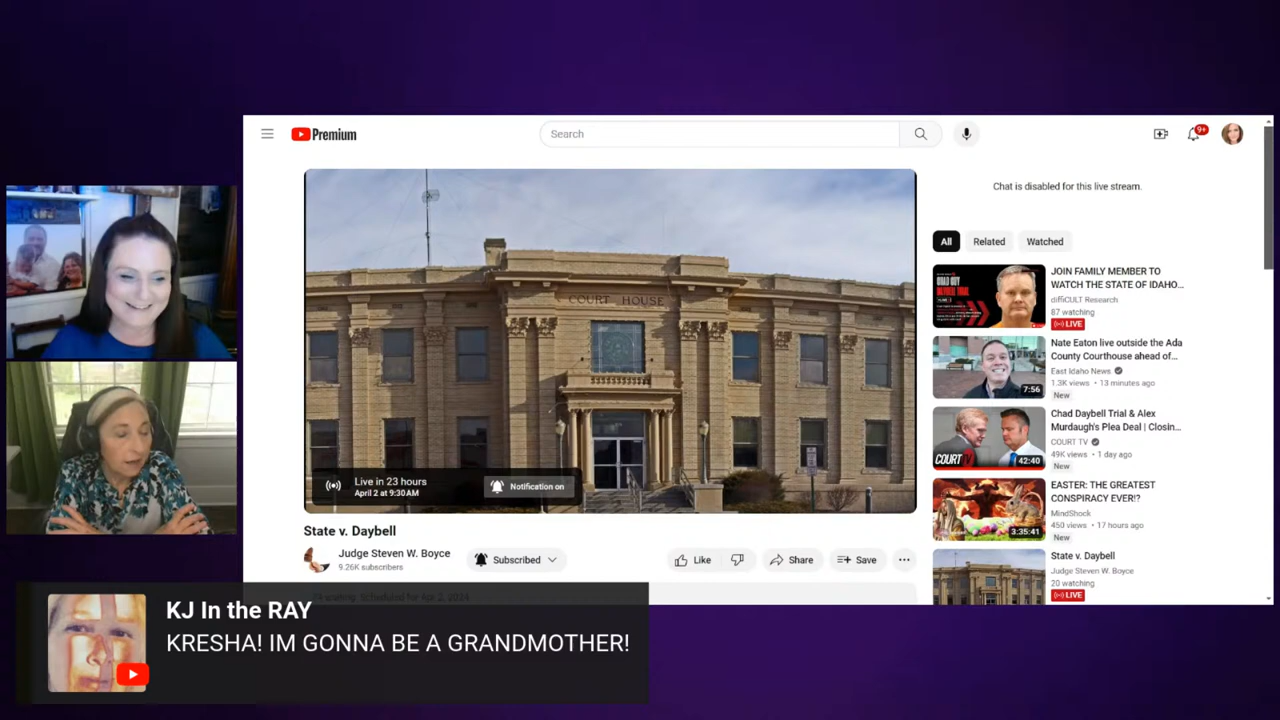 Premium
Search
9+
Chat is disabled for this live stream.
All
Related
Watched
COURT HOUSE
Live in 23 hours
April 2 at 9:30AM
Notification on
State v. Daybell
Judge Steven W. Boyce
9.26K subscribers
Subscribed
Like
Share
Save
JOIN FAMILY MEMBER TO
WATCH THE STATE OF IDAHO...
diffiCULT Research
87 watching
LIVE
7:56
Nate Eaton live outside the Ada
County Courthouse ahead of...
East Idaho News
1.3K views • 13 minutes ago
New
COURT TV
42:40
Chad Daybell Trial & Alex
Murdaugh's Plea Deal | Closin...
COURT TV
49K views • 1 day ago
New
3:35:41
EASTER: THE GREATEST
CONSPIRACY EVER!?
MindShock
450 views • 17 hours ago
New
State v. Daybell
Judge Steven W. Boyce
20 watching
LIVE
KJ In the RAY
KRESHA! IM GONNA BE A GRANDMOTHER!